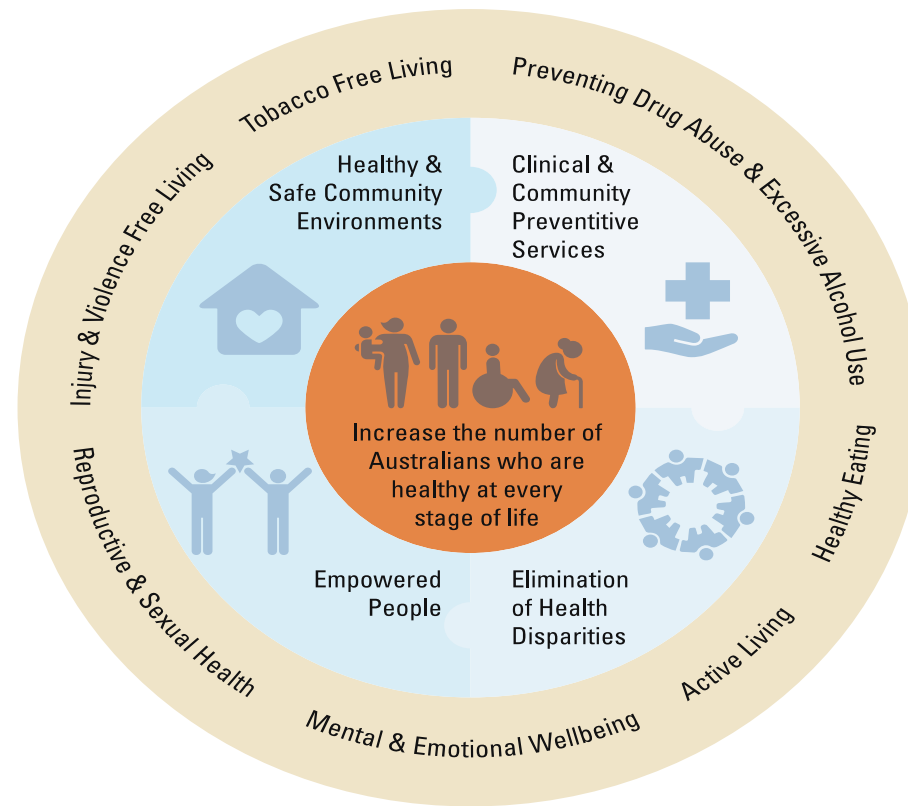 Tobacco Free Living
Preventing Drug Abuse & Excessive Alcohol Use
Healthy Eating
Active Living
Mental & Emotional Wellbeing
Reproductive & Sexual Health
Injury & Violence Free Living
Healthy &
Safe Community
Environments
Clinical &
Community
Preventitive
Services
Increase the number of
Australians who are
healthy at every
stage of life
Empowered
People
Elimination
of Health
Disparities